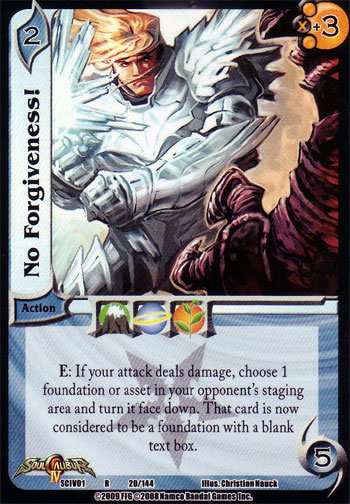 2
X +3
No Forgiveness!
Action
E: If your attack deals damage, choose 1
foundation or asset in your opponent's staging
area and turn it face down. That card is now
considered to be a foundation with a blank
text box.
5
SOULCALIBUR
IV
SCIV01 R 20/144 Illus. Christian Nauck
©2009 FFG ©2008 Namco Bandai Games Inc.